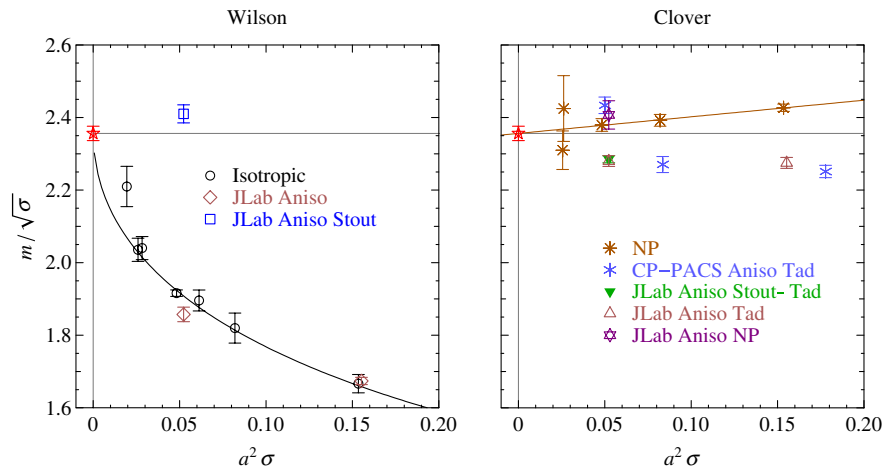 Wilson
Clover
2.6
2.4
2.2
2.0
1.8
1.6
m/√σ
Isotropic
JLab Aniso
JLab Aniso Stout
NP
CP−PACS Aniso Tad
JLab Aniso Stout- Tad
JLab Aniso Tad
JLab Aniso NP
0 0.05 0.10 0.15 0.20
0 0.05 0.10 0.15 0.20
a² σ
a² σ